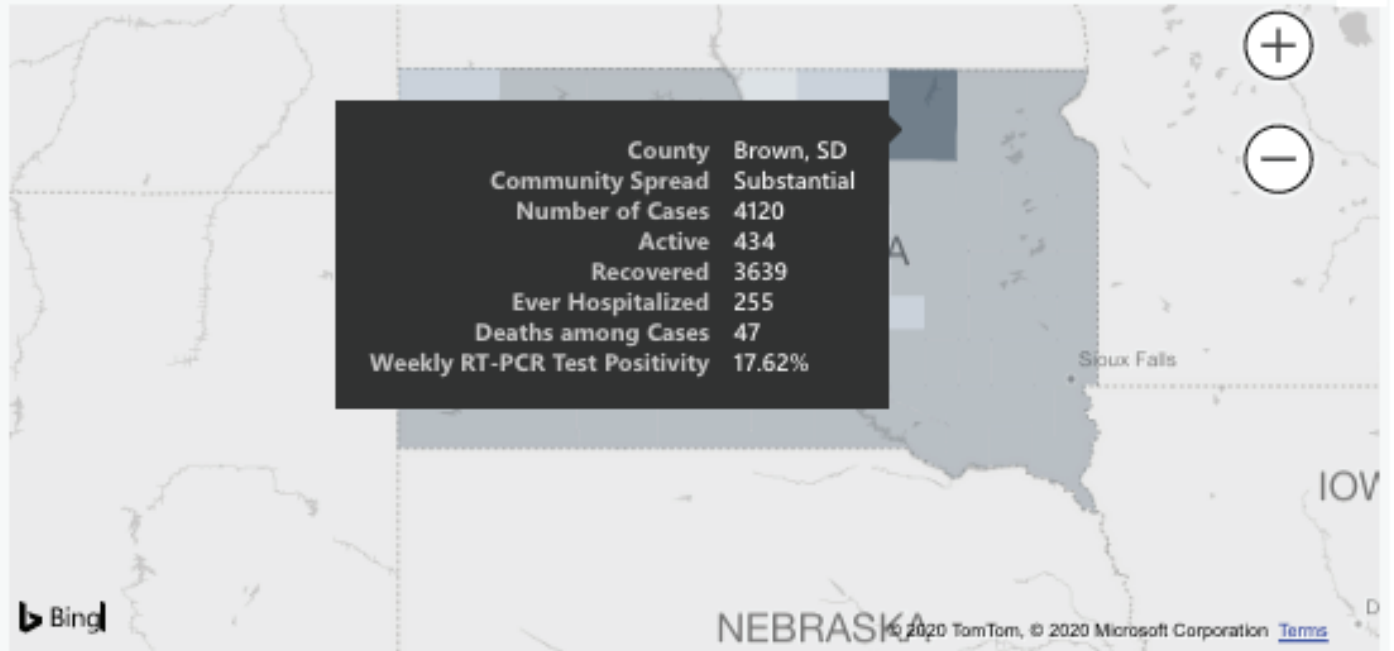 County Brown, SD
Community Spread Substantial
Number of Cases 4120
Active 434
Recovered 3639
Ever Hospitalized 255
Deaths among Cases 47
Weekly RT-PCR Test Positivity 17.62%
A
Sioux Falls
IOW
D
Bing
NEBRASKA
© 2020 TomTom, © 2020 Microsoft Corporation Terms